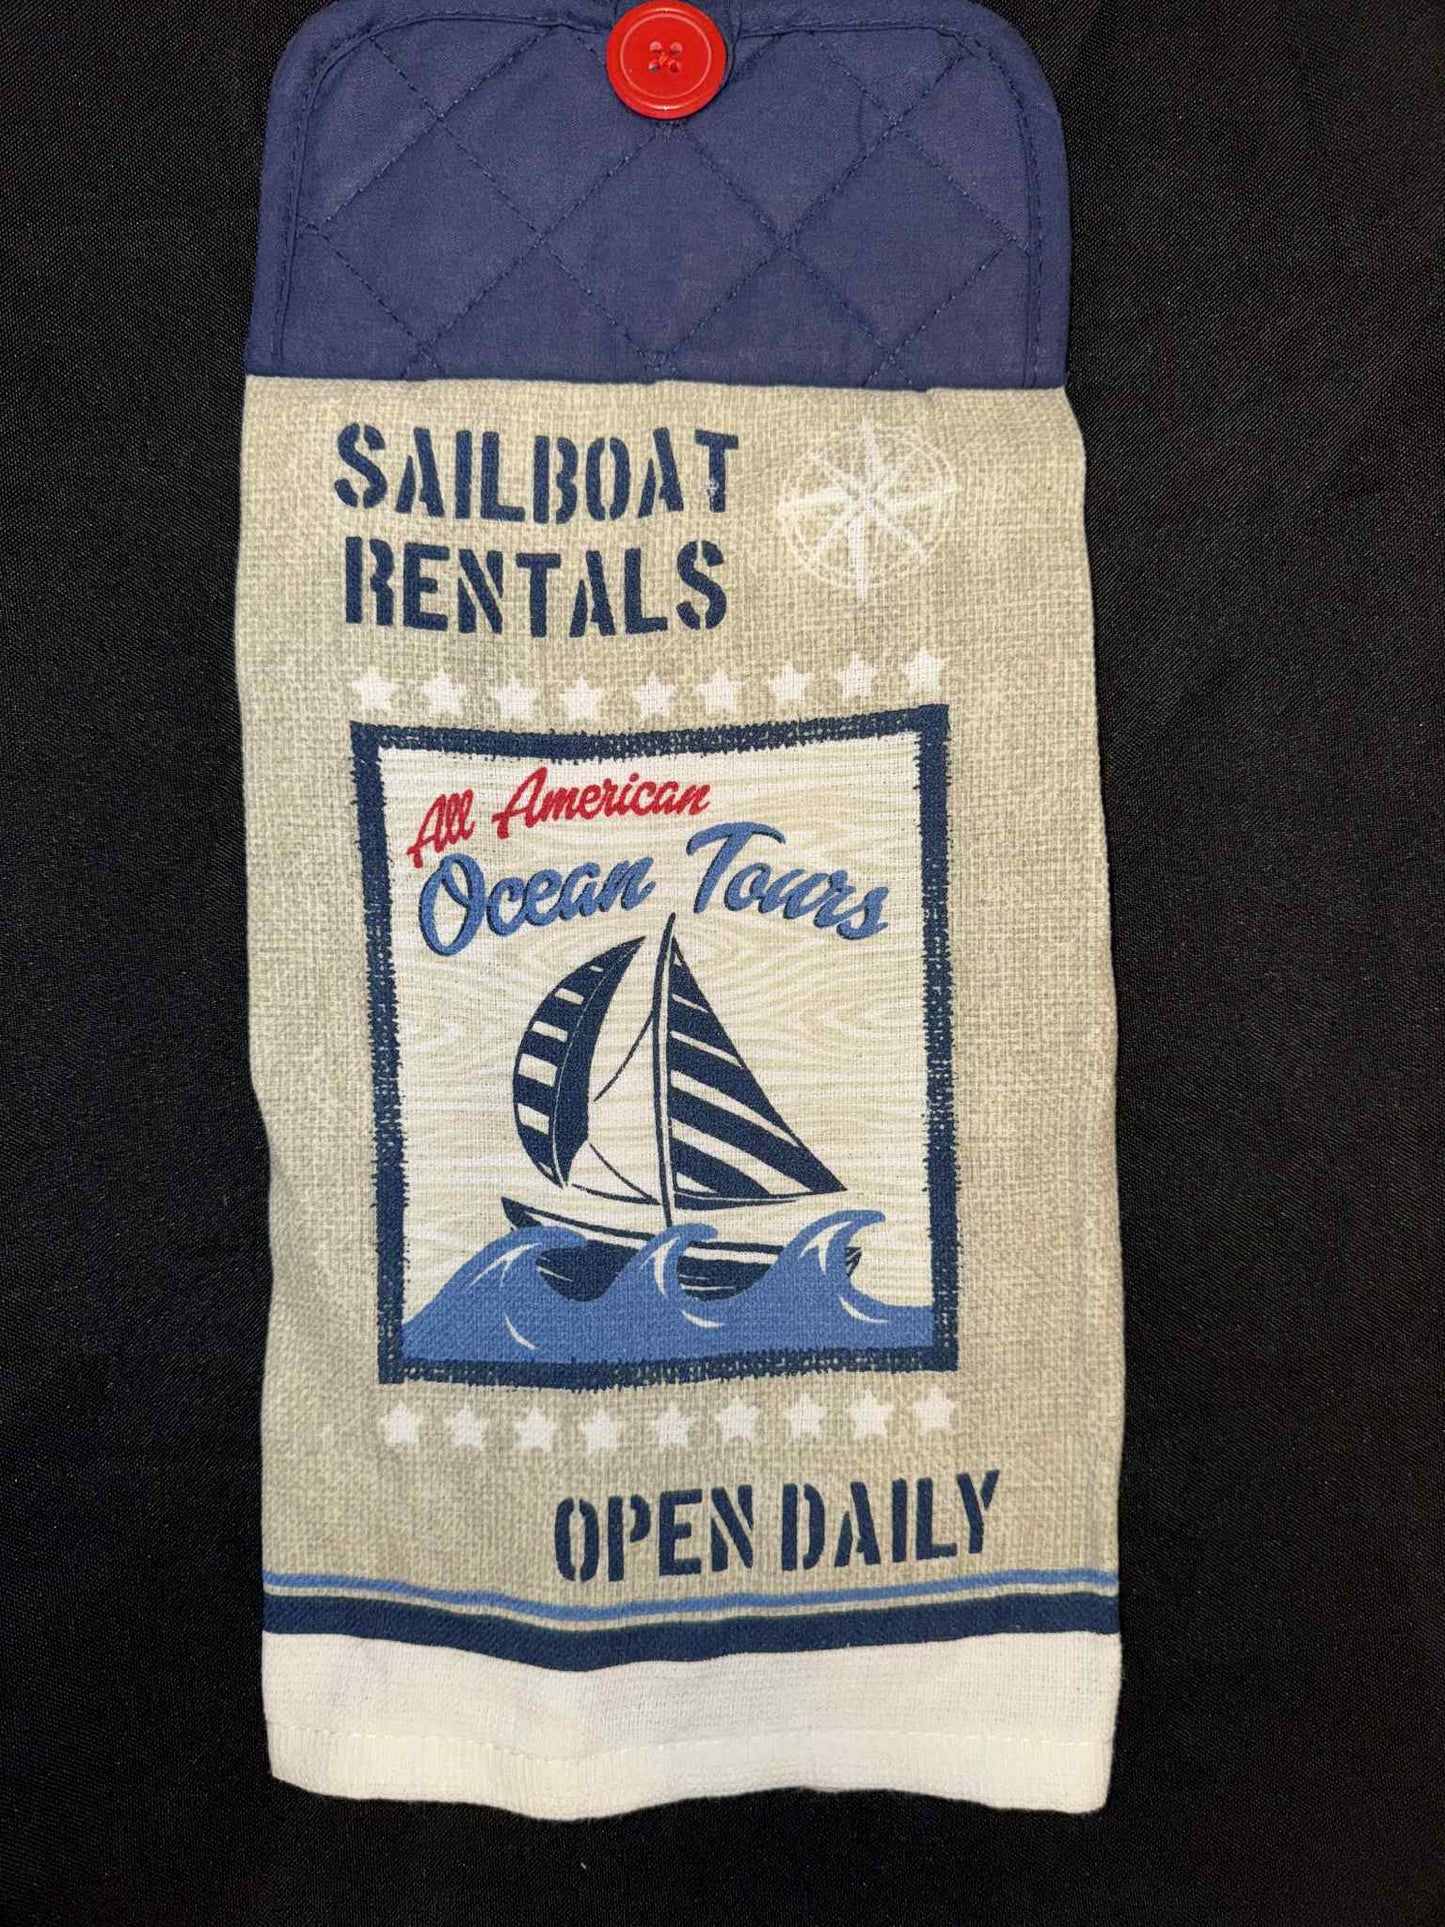 SAILBOAT
RENTALS
All American
Ocean Tours
OPEN DAILY